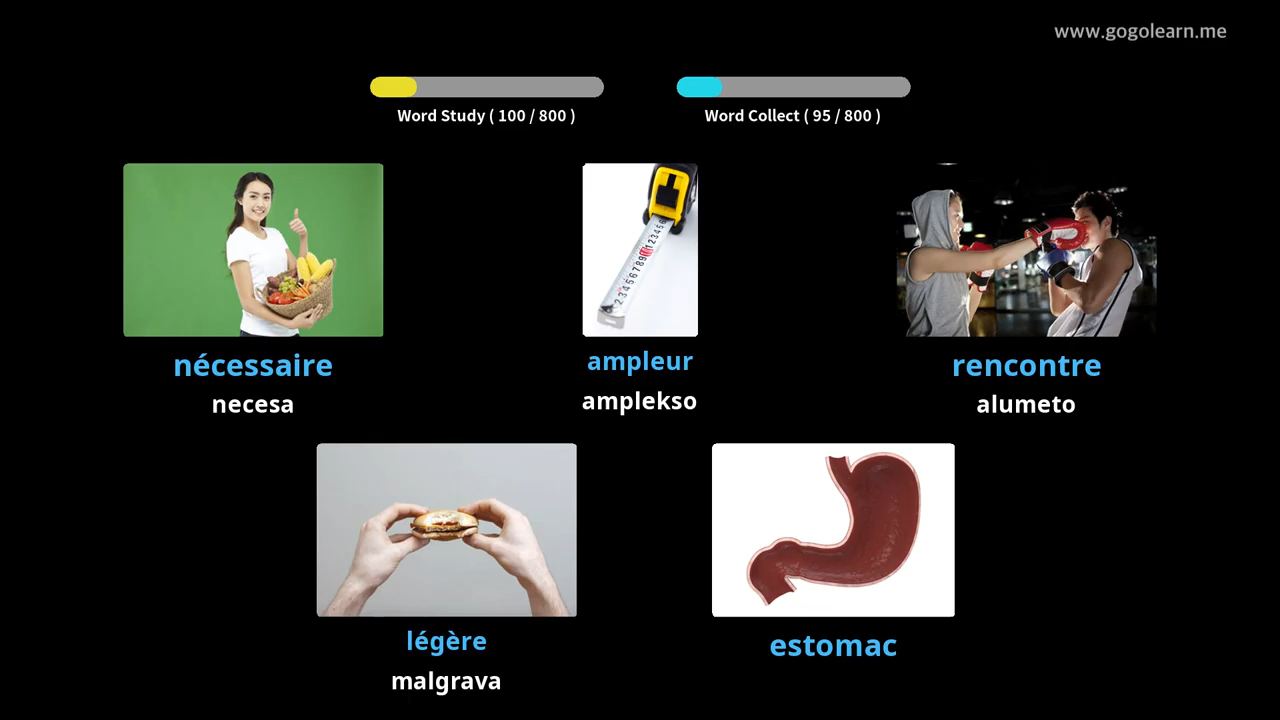 www.gogolearn.me
Word Study ( 100 / 800 )
Word Collect ( 95 / 800 )
nécessaire
necesa
ampleur
amplekso
rencontre
alumeto
légère
malgrava
estomac